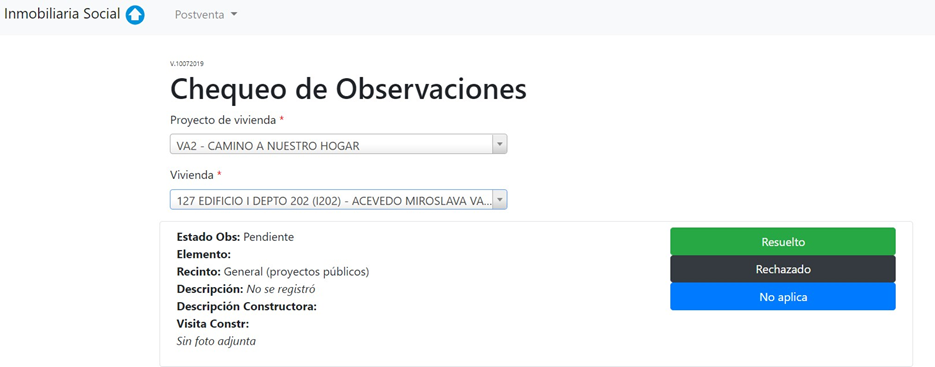 Inmobiliaria Social
Postventa
V.10072019
Chequeo de Observaciones
Proyecto de vivienda *
VA2 - CAMINO A NUESTRO HOGAR
Vivienda *
127 EDIFICIO I DEPTO 202 (I202) - ACEVEDO MIROSLAVA VA...
Estado Obs: Pendiente
Resuelto
Elemento:
Recinto: General (proyectos públicos)
Rechazado
Descripción: No se registró
No aplica
Descripción Constructora:
Visita Constr:
Sin foto adjunta